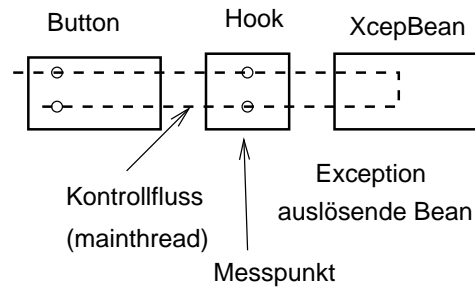 Button
Hook
XcepBean
Kontrollfluss
(mainthread)
Exception
auslösende Bean
Messpunkt